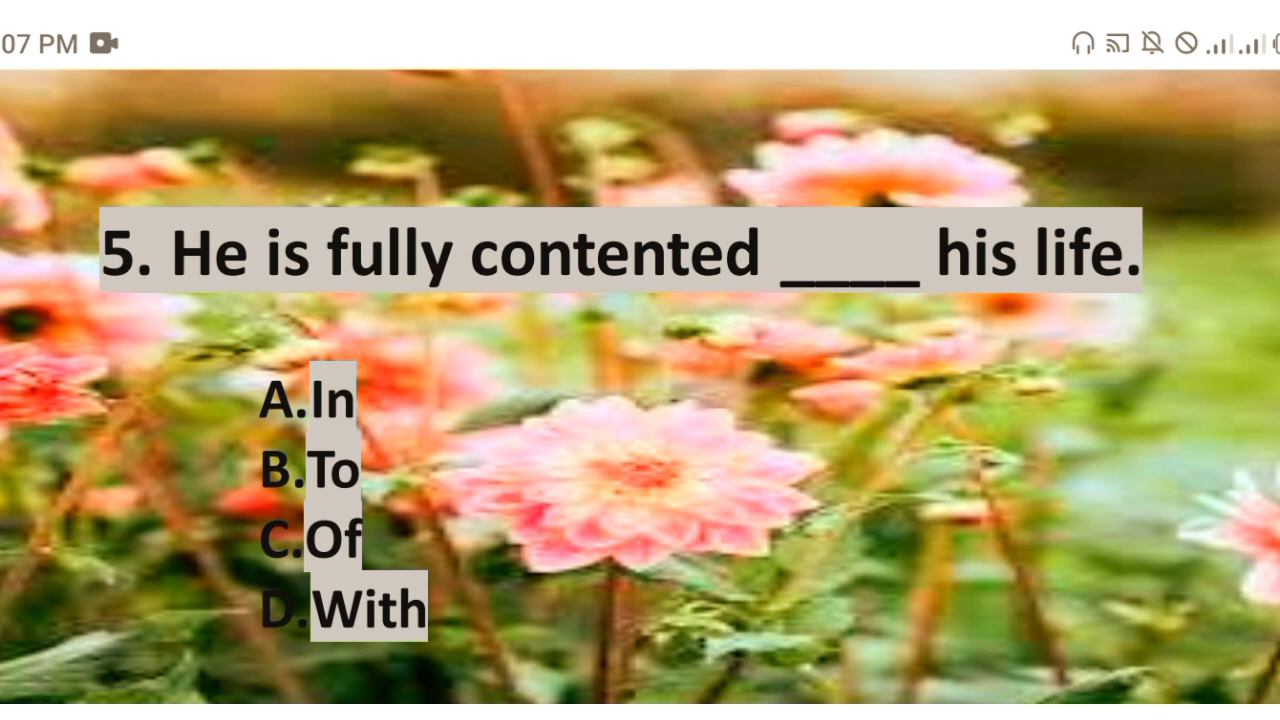 07 PM
5. He is fully contented ____ his life.
A.In
B.To
C.Of
D.With